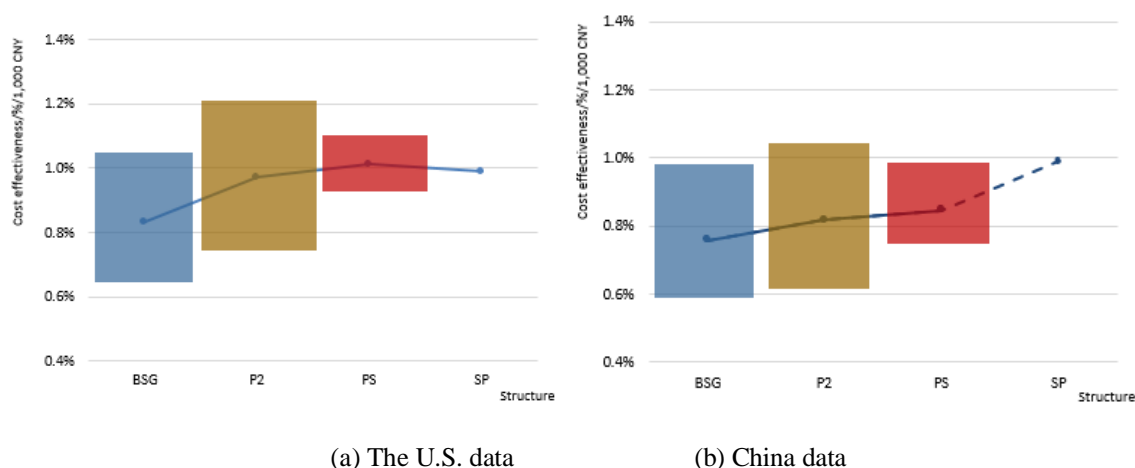 Cost effectiveness/%/1,000 CNY
1.4%
1.2%
1.0%
0.8%
0.6%
0.4%
BSG
P2
PS
SP
Structure
Cost effectiveness/%/1,000 CNY
1.4%
1.2%
1.0%
0.8%
0.6%
0.4%
BSG
P2
PS
SP
Structure
(a) The U.S. data
(b) China data